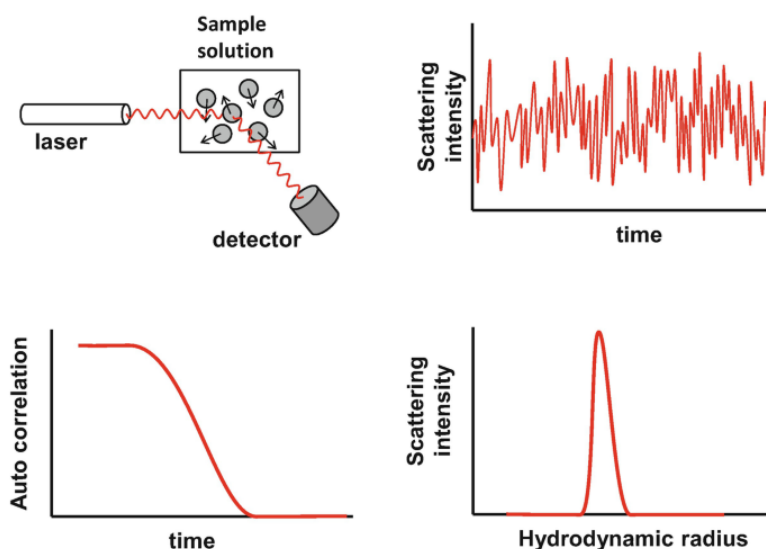 Sample
solution
laser
detector
Scattering
intensity
time
Auto correlation
time
Scattering
intensity
Hydrodynamic radius